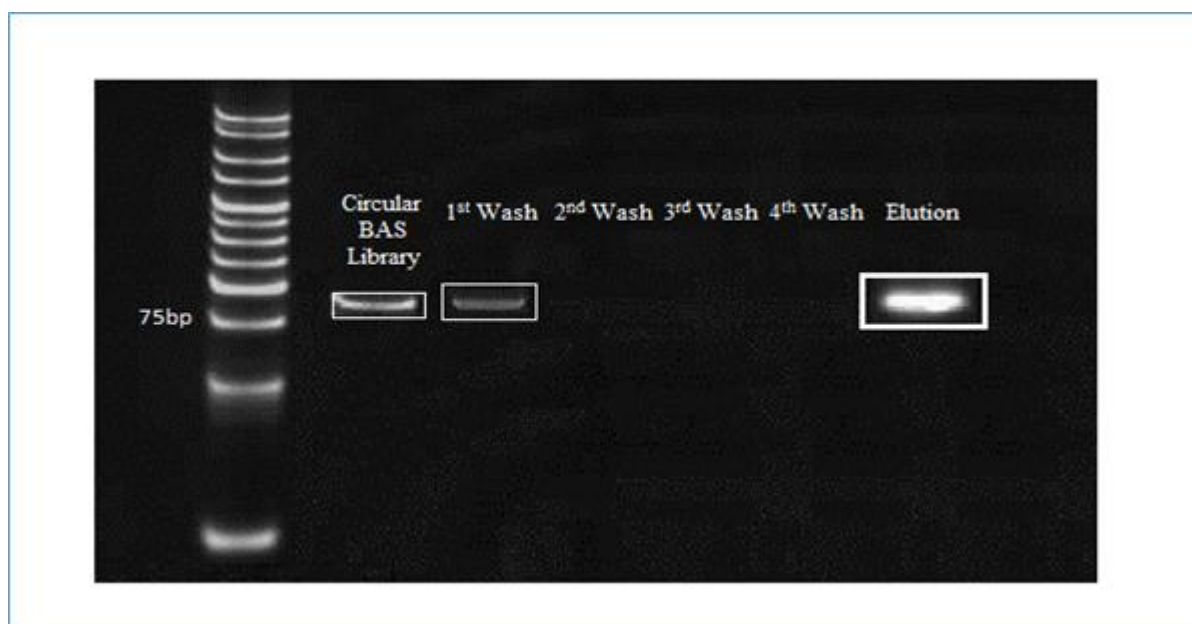 Circular
BAS
Library
1st Wash
2nd Wash
3rd Wash
4th Wash
Elution
75bp